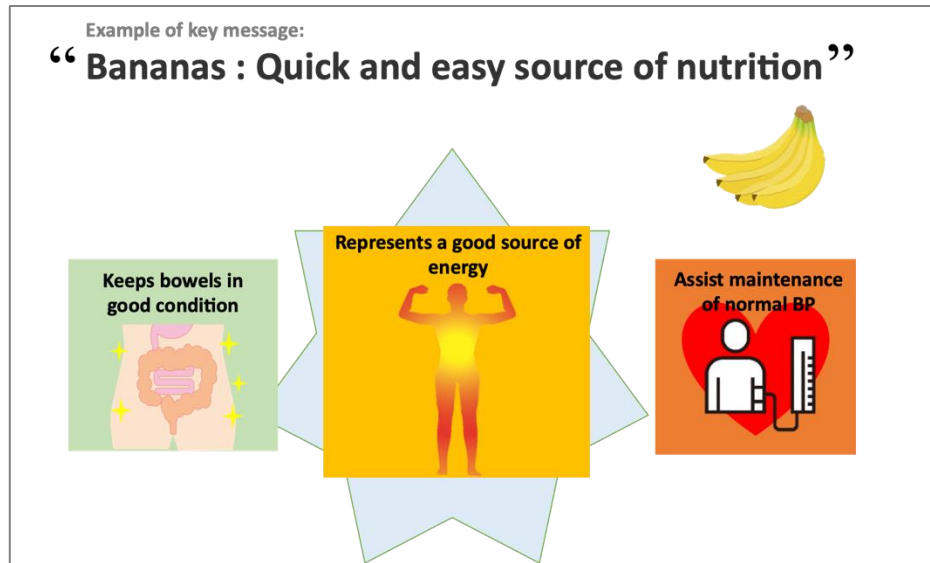 Example of key message:
“ Bananas : Quick and easy source of nutrition ”
Keeps bowels in
good condition
Represents a good source of
energy
Assist maintenance
of normal BP